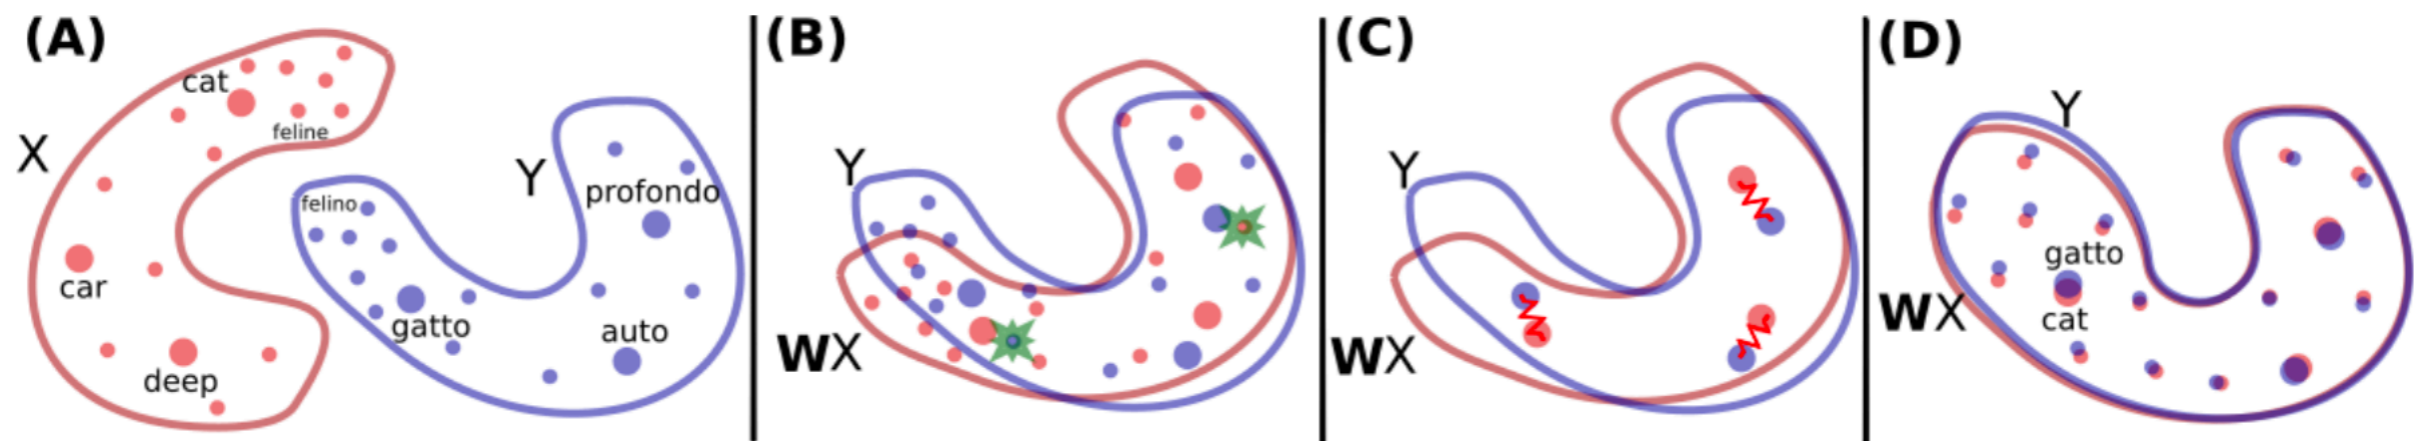 (A)
X
cat
feline
car
deep
Y
felino
profondo
gatto
auto
(B)
Y
WX
(C)
Y
WX
(D)
Y
gatto
cat
WX